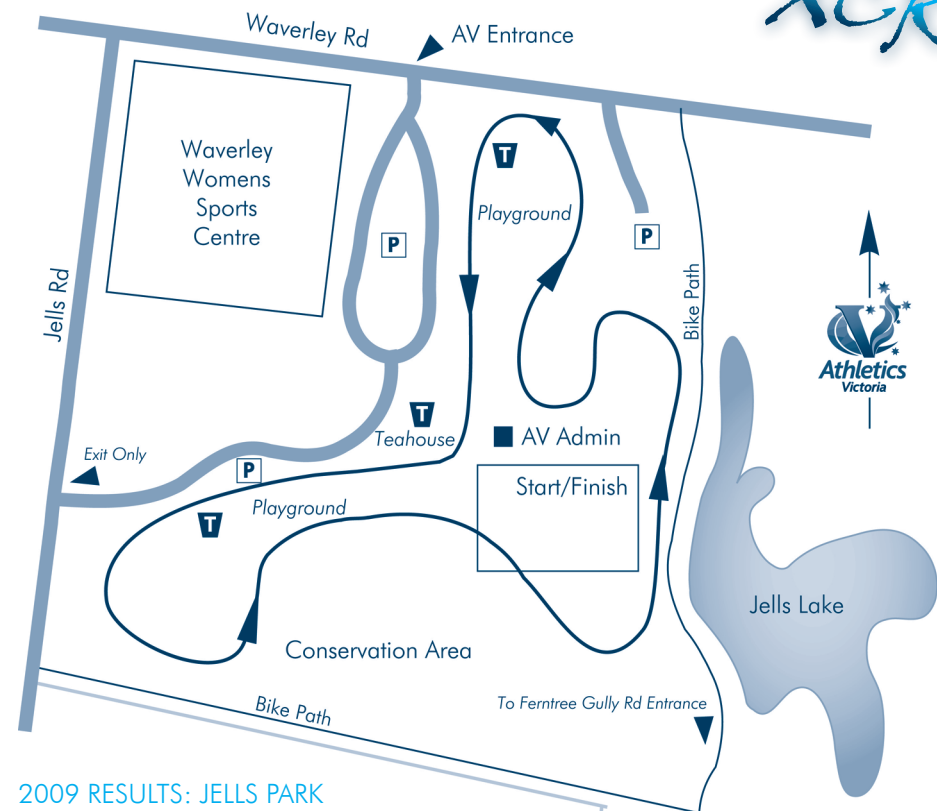 XCR
Waverley Rd
AV Entrance
Waverley
Womens
Sports
Centre
T
Playground
P
P
Jells Rd
Bike Path
Athletics
Victoria
T
Teahouse
AV Admin
Exit Only
P
Start/Finish
Playground
T
Jells Lake
Conservation Area
To Ferntree Gully Rd Entrance
Bike Path
2009 RESULTS: JELLS PARK